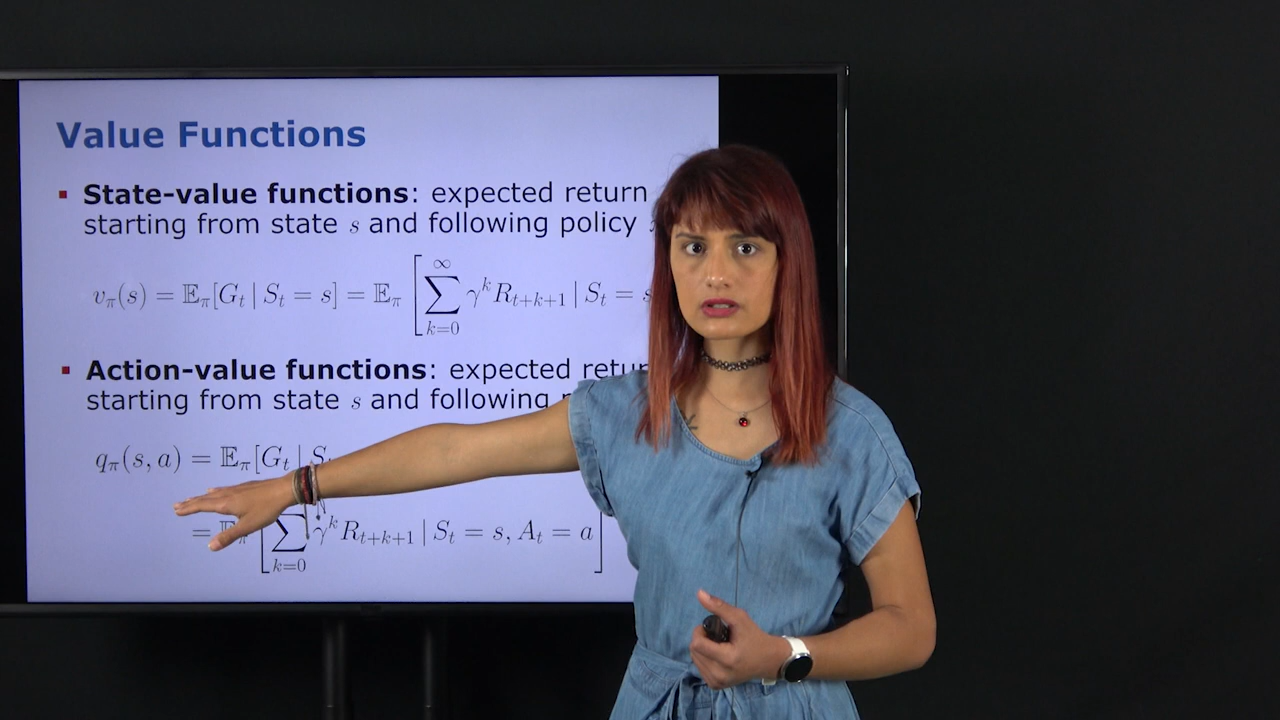 Value Functions
▪ State-value functions: expected return
starting from state s and following policy
v_π(s) = 𝔼_π[G_t | S_t = s] = 𝔼_π [ ∑_{k=0}^{∞} γ^k R_{t+k+1} | S_t = s
▪ Action-value functions: expected
starting from state s and following
q_π(s, a) = 𝔼_π[G_t | S_t
= 𝔼_π [ ∑_{k=0} γ^k R_{t+k+1} | S_t = s, A_t = a ]